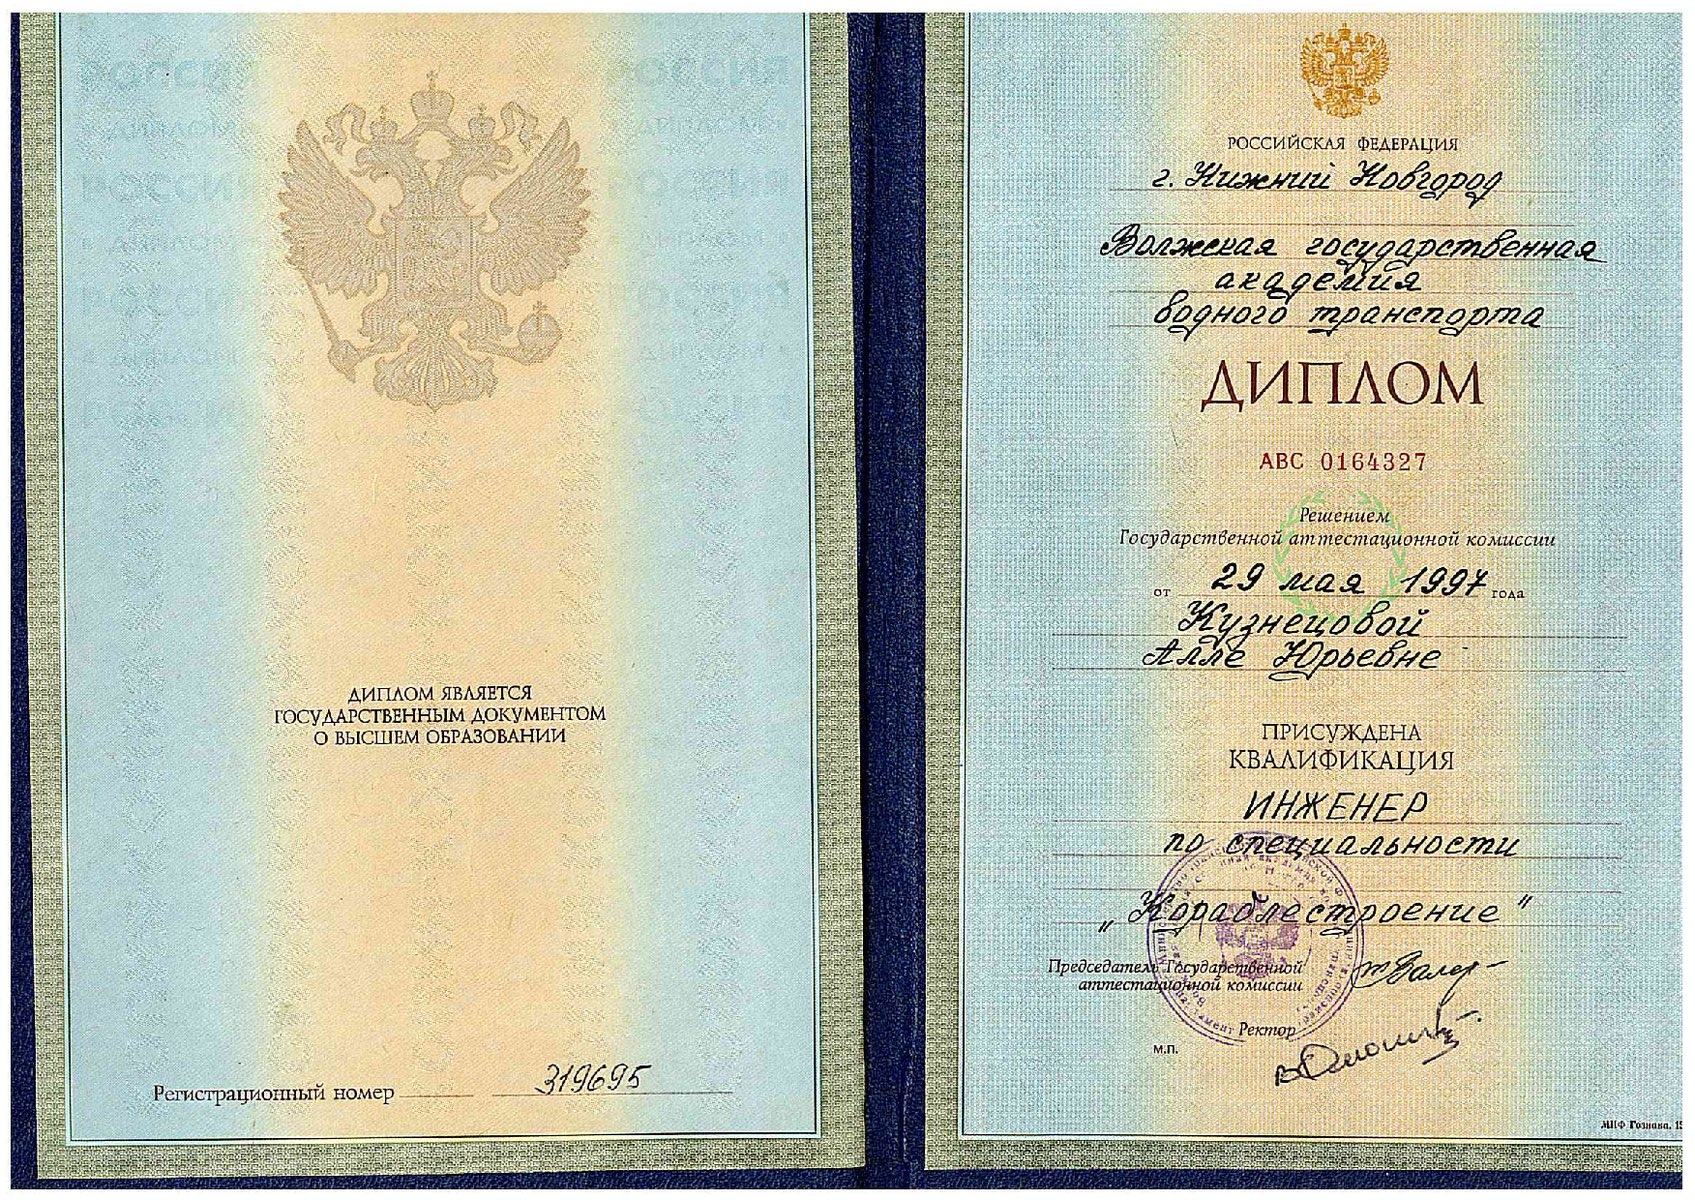 ДИПЛОМ ЯВЛЯЕТСЯ
ГОСУДАРСТВЕННЫМ ДОКУМЕНТОМ
О ВЫСШЕМ ОБРАЗОВАНИИ
Регистрационный номер 319695
РОССИЙСКАЯ ФЕДЕРАЦИЯ
г. Нижний Новгород
Волжская государственная
академия
водного транспорта
ДИПЛОМ
АВС 0164327
Решением
Государственной аттестационной комиссии
от 29 мая 1997 года
Кузнецовой
Алле Юрьевне
ПРИСУЖДЕНА
КВАЛИФИКАЦИЯ
ИНЖЕНЕР
по специальности
„Кораблестроение"
Председатель Государственной
аттестационной комиссии
Ректор
М.П.
МПФ Гознака.